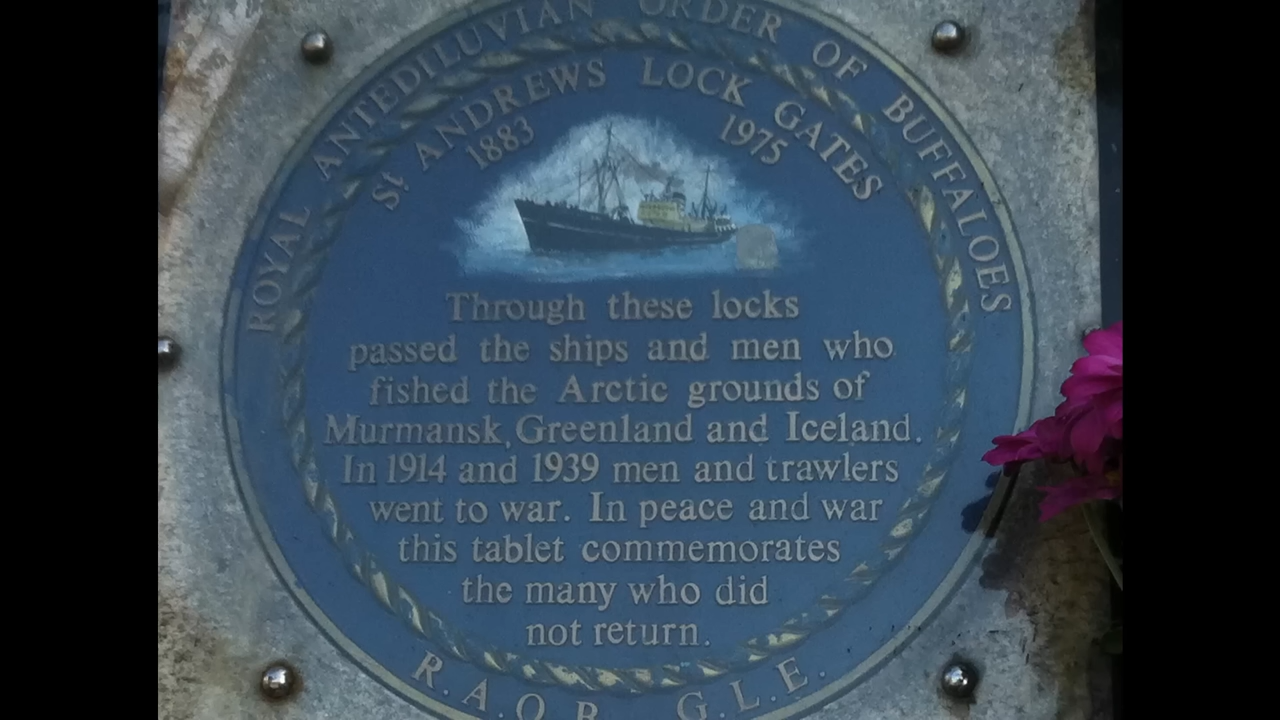 ROYAL ANTEDILUVIAN ORDER OF BUFFALOES
St ANDREWS LOCK GATES
1883 1975
Through these locks
passed the ships and men who
fished the Arctic grounds of
Murmansk, Greenland and Iceland.
In 1914 and 1939 men and trawlers
went to war. In peace and war
this tablet commemorates
the many who did
not return.
R.A.O.B. G.L.E.